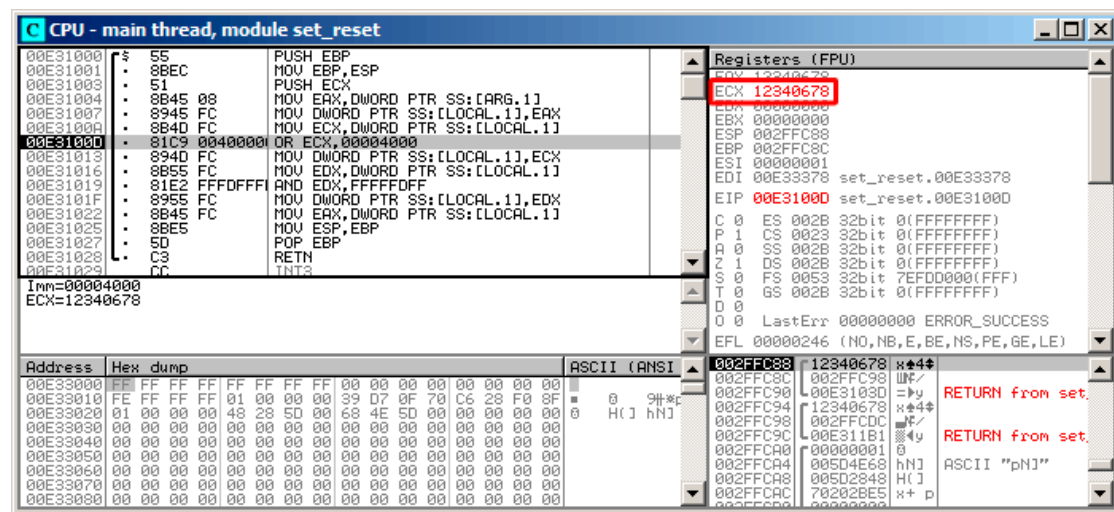 C CPU - main thread, module set_reset
00E31000 $ 55 PUSH EBP
00E31001 . 8BEC MOV EBP,ESP
00E31003 . 51 PUSH ECX
00E31004 . 8B45 08 MOV EAX,DWORD PTR SS:[ARG.1]
00E31007 . 8945 FC MOV DWORD PTR SS:[LOCAL.1],EAX
00E3100A . 8B4D FC MOV ECX,DWORD PTR SS:[LOCAL.1]
00E3100D . 81C9 00400000 OR ECX,00004000
00E31013 . 894D FC MOV DWORD PTR SS:[LOCAL.1],ECX
00E31016 . 8B55 FC MOV EDX,DWORD PTR SS:[LOCAL.1]
00E31019 . 81E2 FFFDFFFF AND EDX,FFFFFDFF
00E3101F . 8955 FC MOV DWORD PTR SS:[LOCAL.1],EDX
00E31022 . 8B45 FC MOV EAX,DWORD PTR SS:[LOCAL.1]
00E31025 . 8BE5 MOV ESP,EBP
00E31027 . 5D POP EBP
00E31028 . C3 RETN
00E31029 CC INT3
Imm=00004000
ECX=12340678
Registers (FPU)
EAX 12340678
ECX 12340678
EDX 00000000
EBX 00000000
ESP 002FFC88
EBP 002FFC8C
ESI 00000001
EDI 00E33378 set_reset.00E33378
EIP 00E3100D set_reset.00E3100D
C 0 ES 002B 32bit 0(FFFFFFFF)
P 1 CS 0023 32bit 0(FFFFFFFF)
A 0 SS 002B 32bit 0(FFFFFFFF)
Z 1 DS 002B 32bit 0(FFFFFFFF)
S 0 FS 0053 32bit 7EFDD000(FFF)
T 0 GS 002B 32bit 0(FFFFFFFF)
D 0
O 0 LastErr 00000000 ERROR_SUCCESS
EFL 00000246 (NO,NB,E,BE,NS,PE,GE,LE)
Address Hex dump ASCII (ANSI
00E33000 FF FF FF FF FF FF FF FF 00 00 00 00 00 00 00 00
00E33010 FE FF FF FF 01 00 00 00 39 D7 0F 70 C6 28 F0 8F
00E33020 01 00 00 00 48 28 5D 00 68 4E 5D 00 00 00 00 00 H(] hN]
00E33030 00 00 00 00 00 00 00 00 00 00 00 00 00 00 00 00
00E33040 00 00 00 00 00 00 00 00 00 00 00 00 00 00 00 00
00E33050 00 00 00 00 00 00 00 00 00 00 00 00 00 00 00 00
00E33060 00 00 00 00 00 00 00 00 00 00 00 00 00 00 00 00
00E33070 00 00 00 00 00 00 00 00 00 00 00 00 00 00 00 00
00E33080 00 00 00 00 00 00 00 00 00 00 00 00 00 00 00 00
002FFC88 12340678 x♠4↕
002FFC8C 002FFC98
002FFC90 00E3103D =►y RETURN from set
002FFC94 12340678 x♠4↕
002FFC98 002FFCDC
002FFC9C 00E311B1 ▒◄y RETURN from set
002FFCA0 00000001
002FFCA4 005D4E68 hN] ASCII "pN]"
002FFCA8 005D2848 H(]
002FFCAC 70202BE5 x+ p